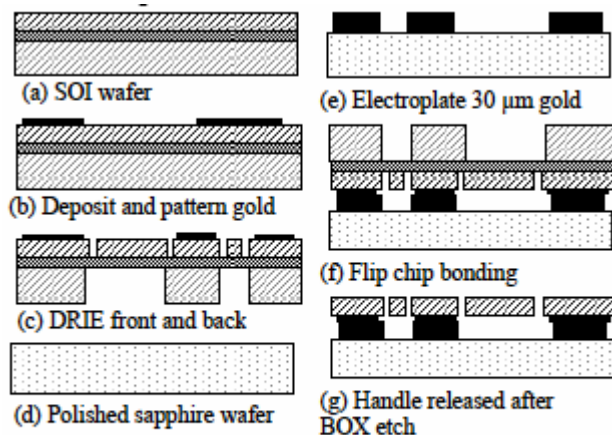 (a) SOI wafer
(b) Deposit and pattern gold
(c) DRIE front and back
(d) Polished sapphire wafer
(e) Electroplate 30 μm gold
(f) Flip chip bonding
(g) Handle released after
BOX etch